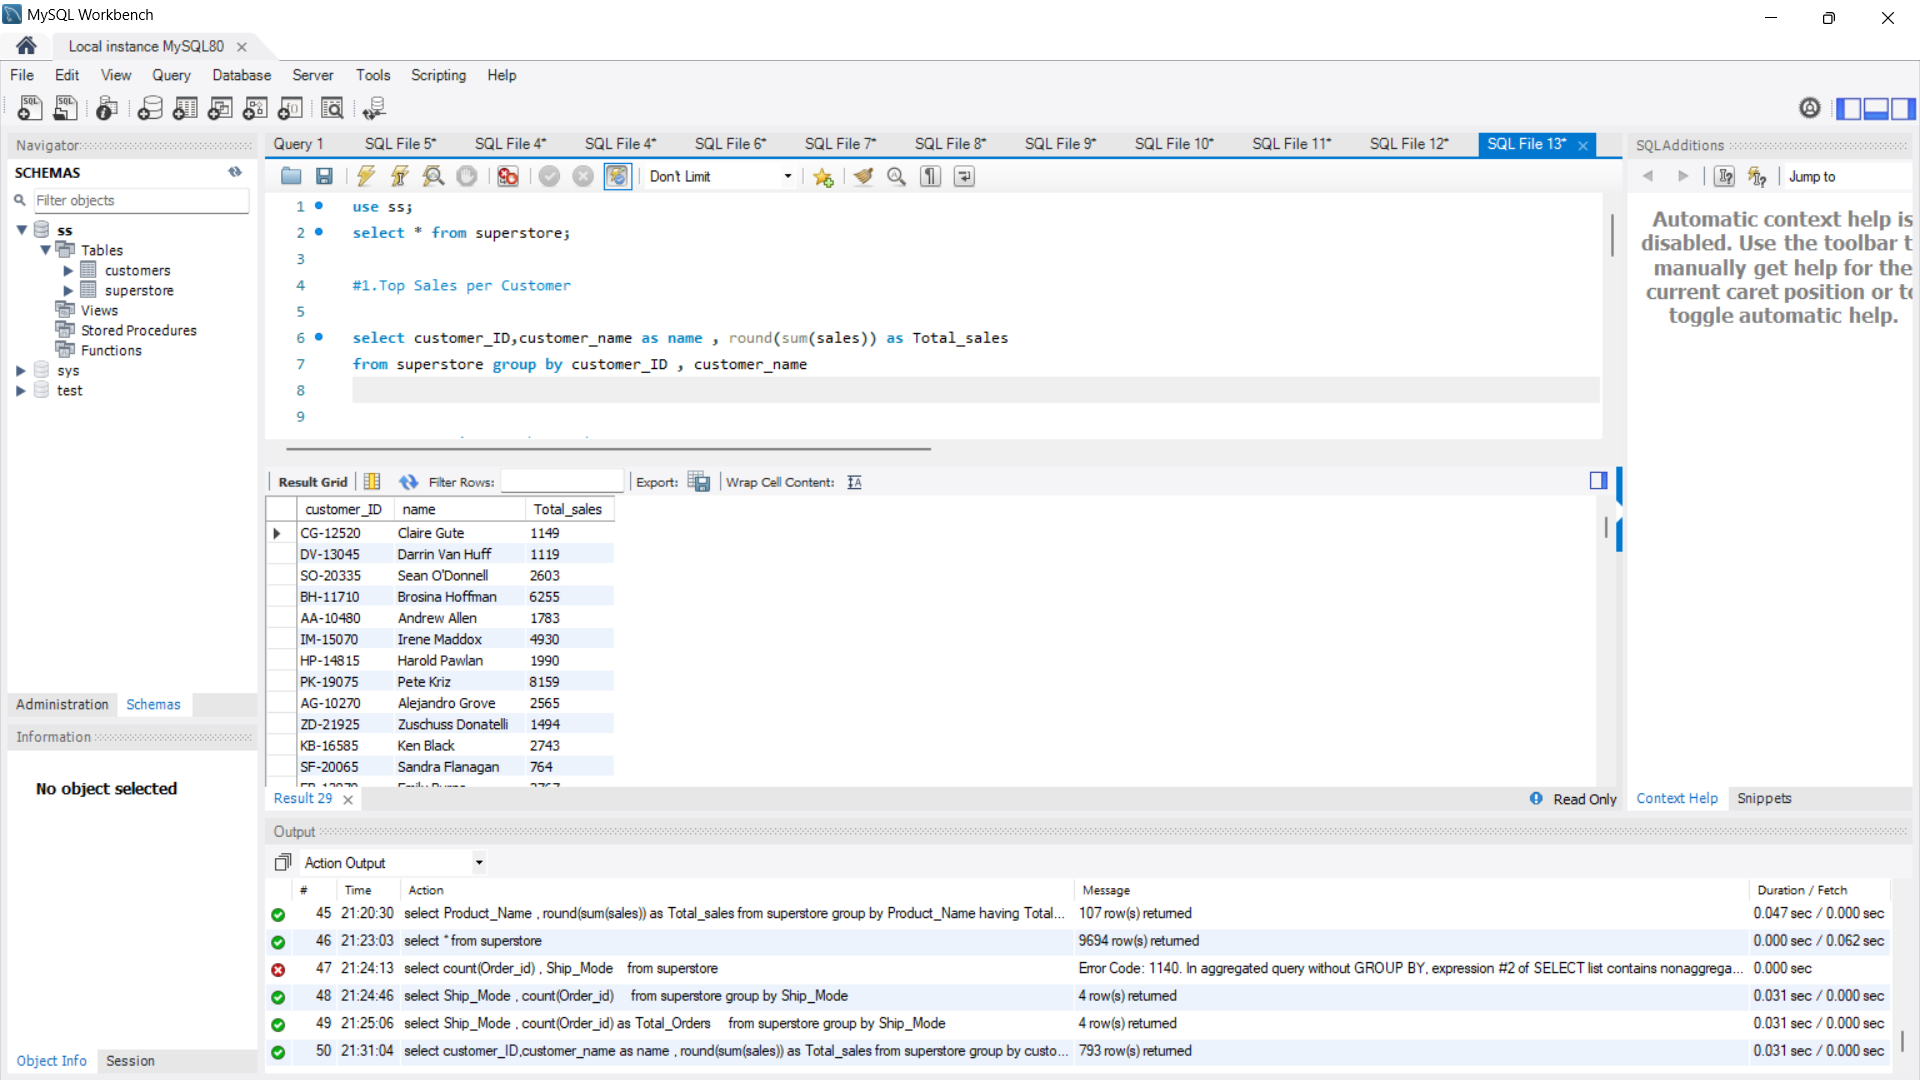 MySQL Workbench
Local instance MySQL80
File Edit View Query Database Server Tools Scripting Help
Navigator
SCHEMAS
Filter objects
ss
Tables
customers
superstore
Views
Stored Procedures
Functions
sys
test
Administration Schemas
Information
No object selected
Object Info Session
Query 1 SQL File 5* SQL File 4* SQL File 4* SQL File 6* SQL File 7* SQL File 8* SQL File 9* SQL File 10* SQL File 11* SQL File 12* SQL File 13*
Don't Limit
1 use ss;
2 select * from superstore;
3
4 #1.Top Sales per Customer
5
6 select customer_ID,customer_name as name , round(sum(sales)) as Total_sales
7 from superstore group by customer_ID , customer_name
8
9
Result Grid Filter Rows: Export: Wrap Cell Content:
customer_ID name Total_sales
CG-12520 Claire Gute 1149
DV-13045 Darrin Van Huff 1119
SO-20335 Sean O'Donnell 2603
BH-11710 Brosina Hoffman 6255
AA-10480 Andrew Allen 1783
IM-15070 Irene Maddox 4930
HP-14815 Harold Pawlan 1990
PK-19075 Pete Kriz 8159
AG-10270 Alejandro Grove 2565
ZD-21925 Zuschuss Donatelli 1494
KB-16585 Ken Black 2743
SF-20065 Sandra Flanagan 764
Result 29
Read Only
SQLAdditions
Jump to
Automatic context help is
disabled. Use the toolbar t
manually get help for the
current caret position or to
toggle automatic help.
Context Help Snippets
Output
Action Output
# Time Action Message Duration / Fetch
45 21:20:30 select Product_Name , round(sum(sales)) as Total_sales from superstore group by Product_Name having Total... 107 row(s) returned 0.047 sec / 0.000 sec
46 21:23:03 select * from superstore 9694 row(s) returned 0.000 sec / 0.062 sec
47 21:24:13 select count(Order_id) , Ship_Mode from superstore Error Code: 1140. In aggregated query without GROUP BY, expression #2 of SELECT list contains nonaggrega... 0.000 sec
48 21:24:46 select Ship_Mode , count(Order_id) from superstore group by Ship_Mode 4 row(s) returned 0.031 sec / 0.000 sec
49 21:25:06 select Ship_Mode , count(Order_id) as Total_Orders from superstore group by Ship_Mode 4 row(s) returned 0.031 sec / 0.000 sec
50 21:31:04 select customer_ID,customer_name as name , round(sum(sales)) as Total_sales from superstore group by custo... 793 row(s) returned 0.031 sec / 0.000 sec